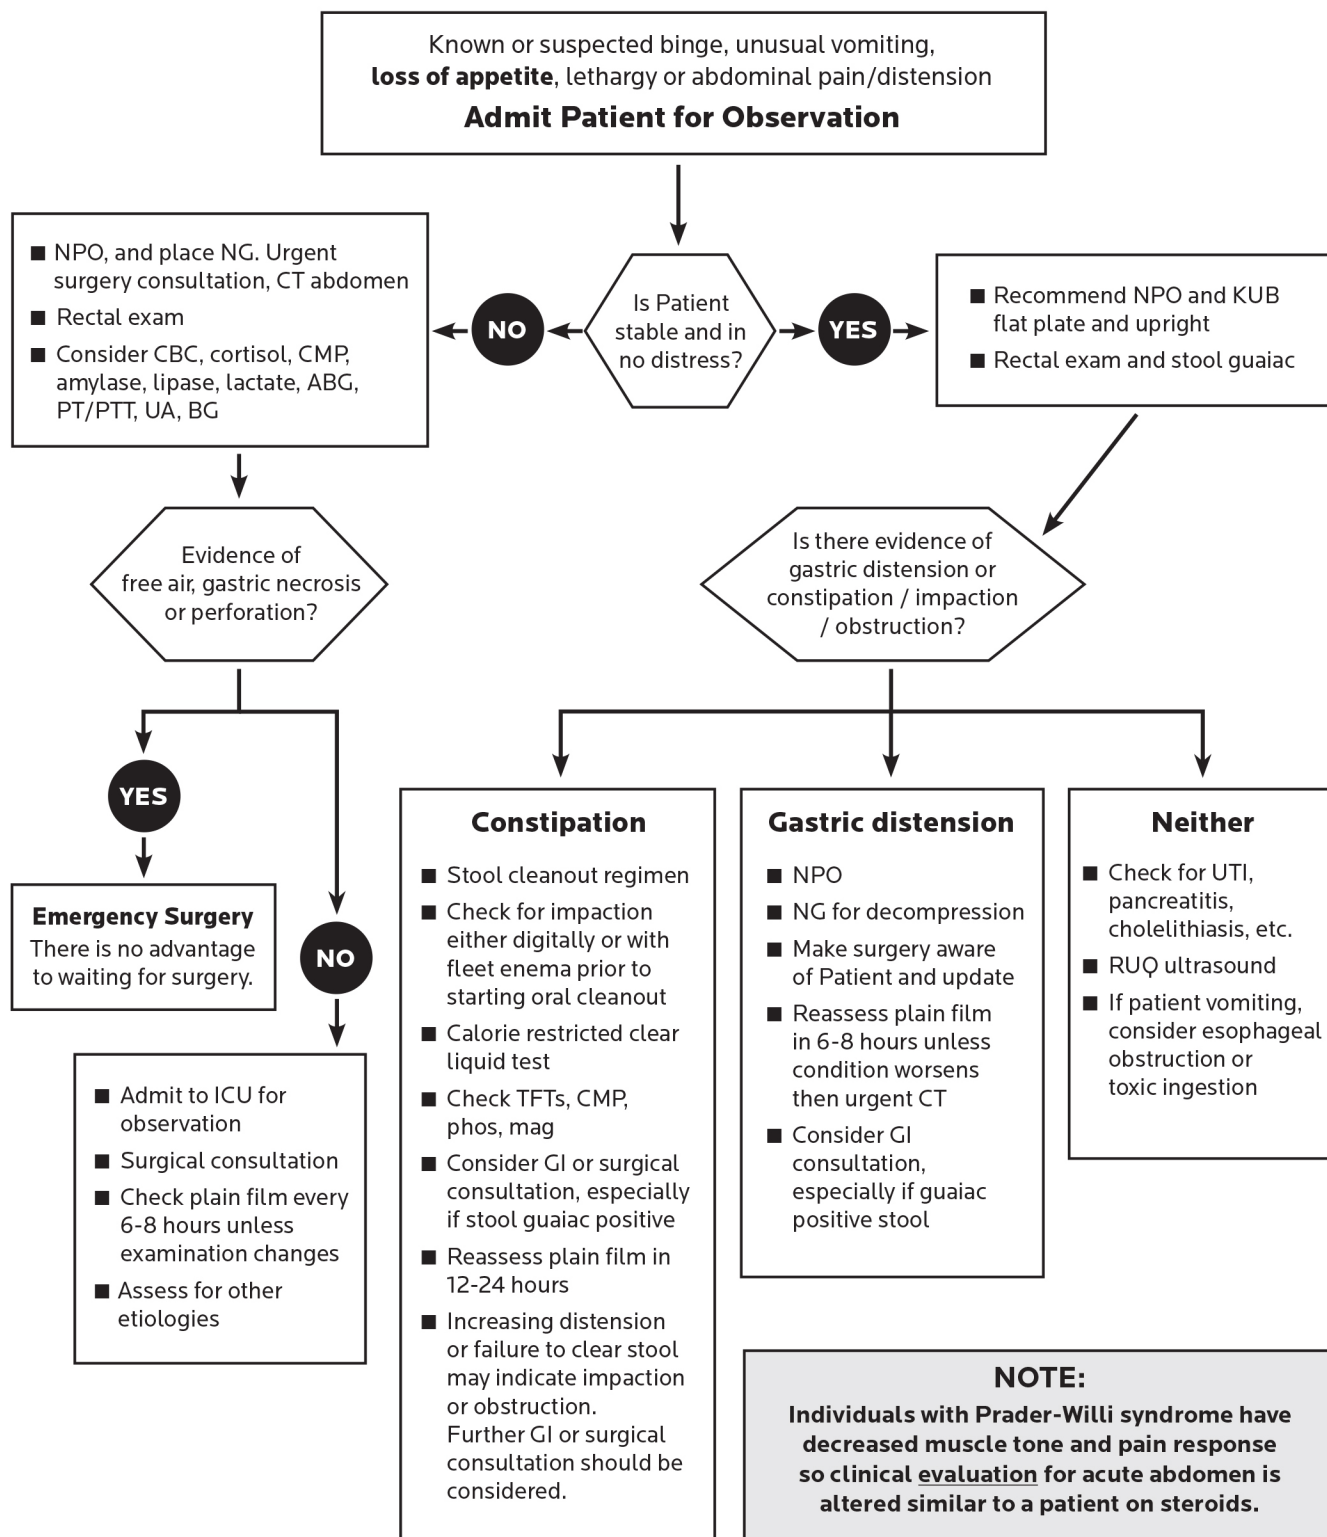 Known or suspected binge, unusual vomiting,
loss of appetite, lethargy or abdominal pain/distension
Admit Patient for Observation
■ NPO, and place NG. Urgent
surgery consultation, CT abdomen
■ Rectal exam
■ Consider CBC, cortisol, CMP,
amylase, lipase, lactate, ABG,
PT/PTT, UA, BG
NO
Is Patient
stable and in
no distress?
YES
■ Recommend NPO and KUB
flat plate and upright
■ Rectal exam and stool guaiac
Evidence of
free air, gastric necrosis
or perforation?
Is there evidence of
gastric distension or
constipation / impaction
/ obstruction?
YES
Emergency Surgery
There is no advantage
to waiting for surgery.
NO
■ Admit to ICU for
observation
■ Surgical consultation
■ Check plain film every
6-8 hours unless
examination changes
■ Assess for other
etiologies
Constipation
■ Stool cleanout regimen
■ Check for impaction
either digitally or with
fleet enema prior to
starting oral cleanout
■ Calorie restricted clear
liquid test
■ Check TFTs, CMP,
phos, mag
■ Consider GI or surgical
consultation, especially
if stool guaiac positive
■ Reassess plain film in
12-24 hours
■ Increasing distension
or failure to clear stool
may indicate impaction
or obstruction.
Further GI or surgical
consultation should be
considered.
Gastric distension
■ NPO
■ NG for decompression
■ Make surgery aware
of Patient and update
■ Reassess plain film
in 6-8 hours unless
condition worsens
then urgent CT
■ Consider GI
consultation,
especially if guaiac
positive stool
Neither
■ Check for UTI,
pancreatitis,
cholelithiasis, etc.
■ RUQ ultrasound
■ If patient vomiting,
consider esophageal
obstruction or
toxic ingestion
NOTE:
Individuals with Prader-Willi syndrome have
decreased muscle tone and pain response
so clinical evaluation for acute abdomen is
altered similar to a patient on steroids.